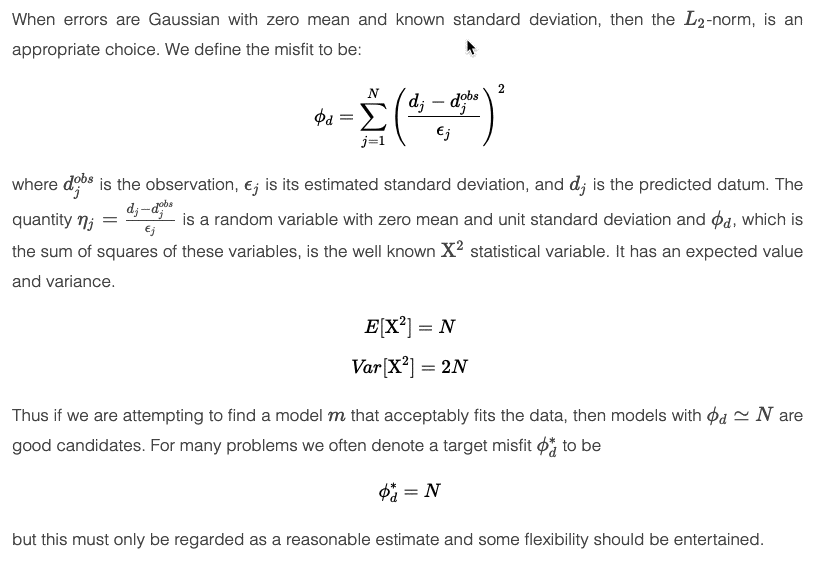 When errors are Gaussian with zero mean and known standard deviation, then the L₂-norm, is an
appropriate choice. We define the misfit to be:
$$\phi_d = \sum_{j=1}^{N} \left( \frac{d_j - d_j^{obs}}{\epsilon_j} \right)^2$$
where $d_j^{obs}$ is the observation, $\epsilon_j$ is its estimated standard deviation, and $d_j$ is the predicted datum. The
quantity $\eta_j = \frac{d_j - d_j^{obs}}{\epsilon_j}$ is a random variable with zero mean and unit standard deviation and $\phi_d$, which is
the sum of squares of these variables, is the well known $\mathrm{X}^2$ statistical variable. It has an expected value
and variance.
$$E[\mathrm{X}^2] = N$$
$$Var[\mathrm{X}^2] = 2N$$
Thus if we are attempting to find a model $m$ that acceptably fits the data, then models with $\phi_d \simeq N$ are
good candidates. For many problems we often denote a target misfit $\phi_d^*$ to be
$$\phi_d^* = N$$
but this must only be regarded as a reasonable estimate and some flexibility should be entertained.